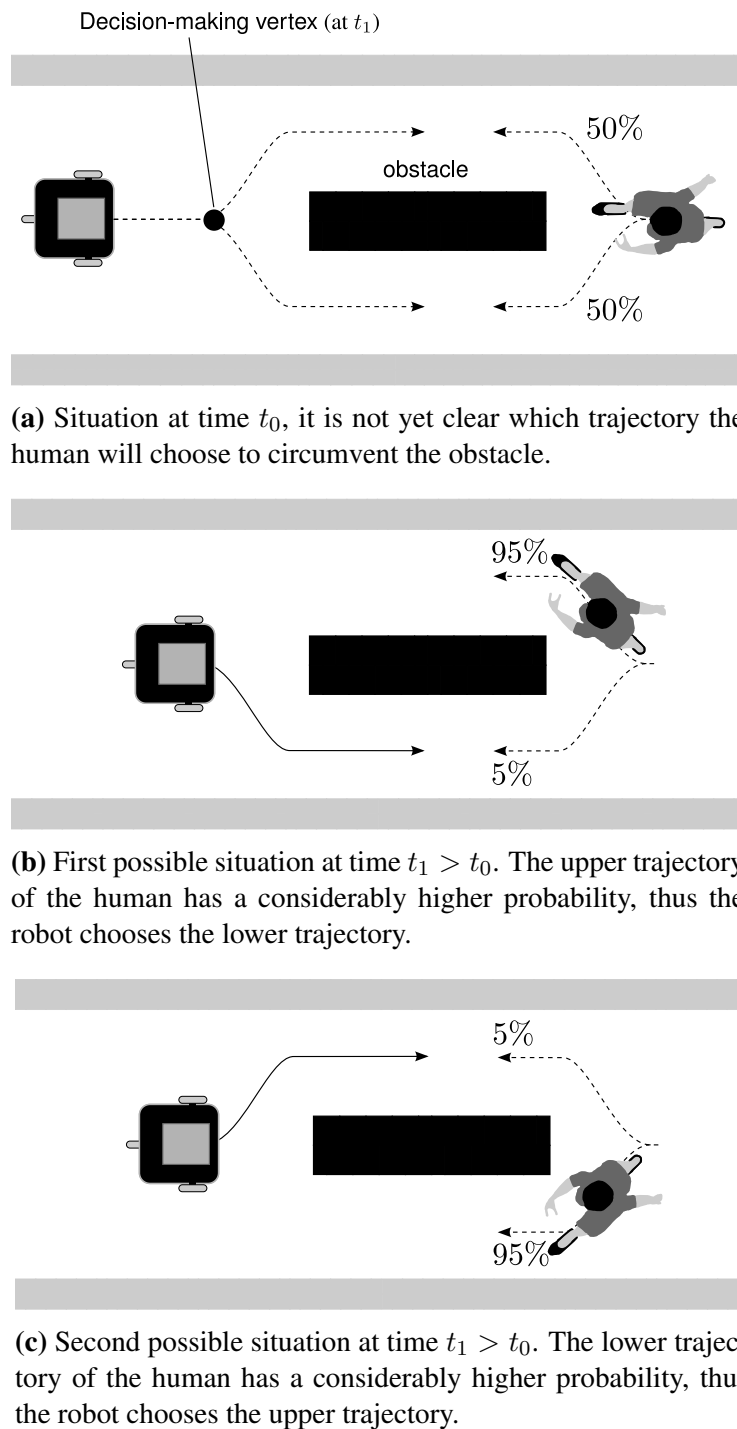 Decision-making vertex (at t₁)
50%
obstacle
50%
(a) Situation at time t₀, it is not yet clear which trajectory the
human will choose to circumvent the obstacle.
95%
5%
(b) First possible situation at time t₁ > t₀. The upper trajectory
of the human has a considerably higher probability, thus the
robot chooses the lower trajectory.
5%
95%
(c) Second possible situation at time t₁ > t₀. The lower trajec
tory of the human has a considerably higher probability, thu
the robot chooses the upper trajectory.